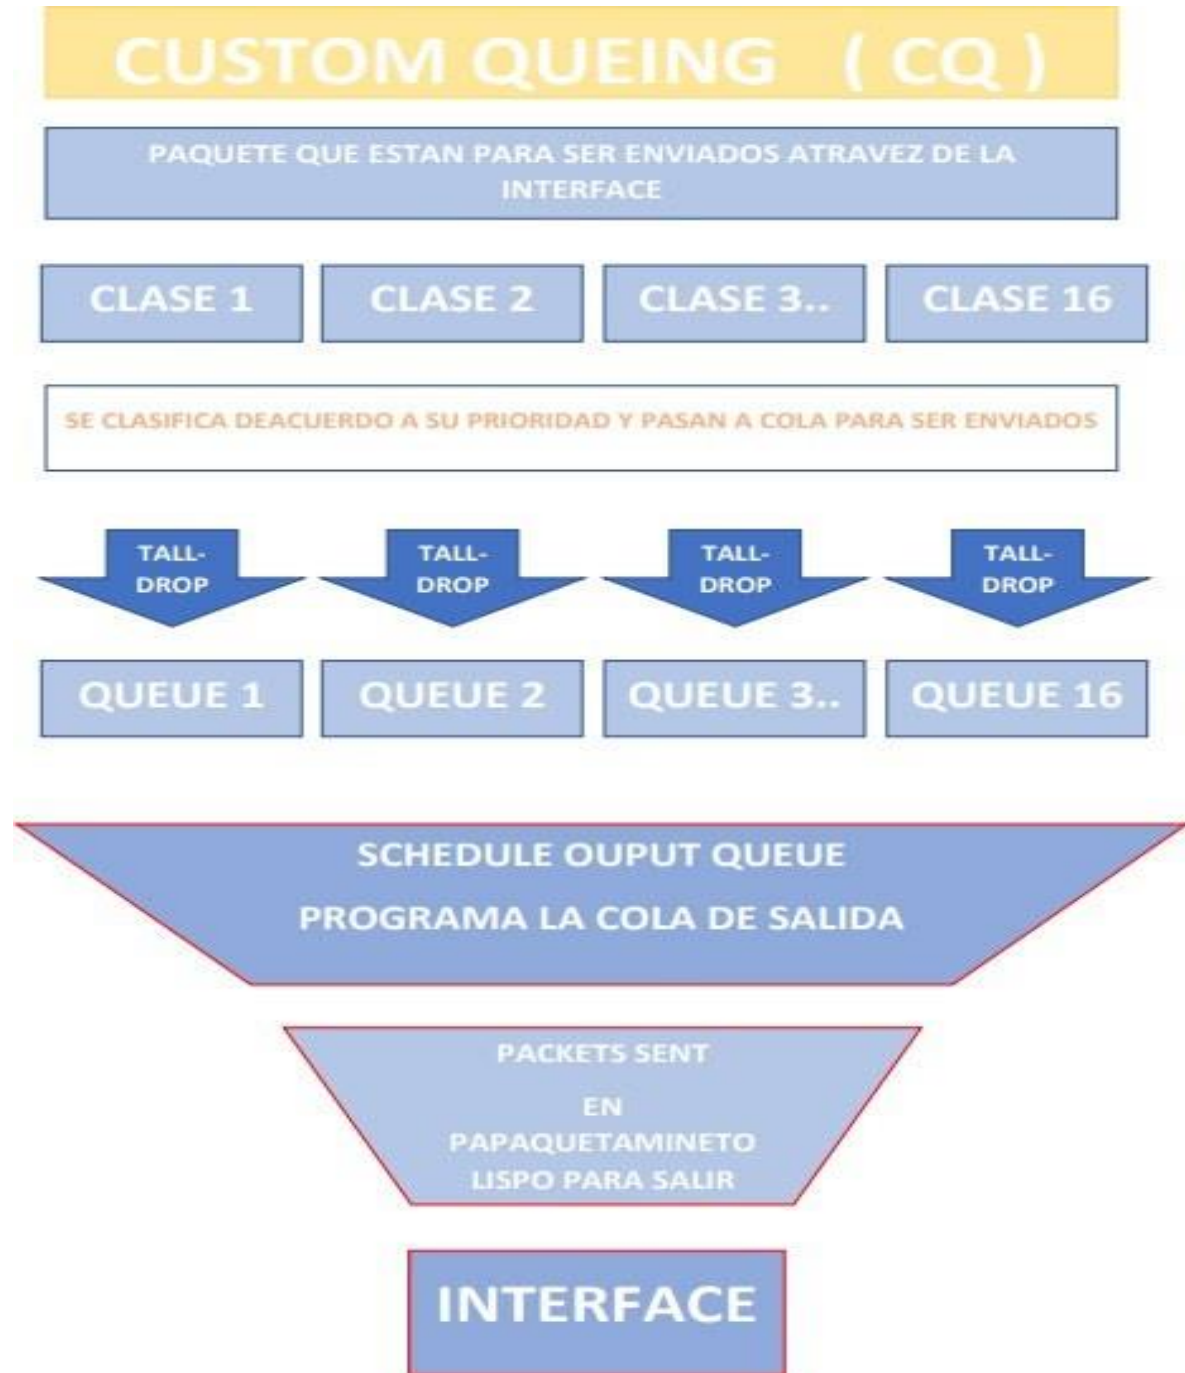 CUSTOM QUEING ( CQ )
PAQUETE QUE ESTAN PARA SER ENVIADOS ATRAVEZ DE LA
INTERFACE
CLASE 1
CLASE 2
CLASE 3..
CLASE 16
SE CLASIFICA DEACUERDO A SU PRIORIDAD Y PASAN A COLA PARA SER ENVIADOS
TALL-
DROP
TALL-
DROP
TALL-
DROP
TALL-
DROP
QUEUE 1
QUEUE 2
QUEUE 3..
QUEUE 16
SCHEDULE OUPUT QUEUE
PROGRAMA LA COLA DE SALIDA
PACKETS SENT
EN
PAPAQUETAMINETO
LISPO PARA SALIR
INTERFACE